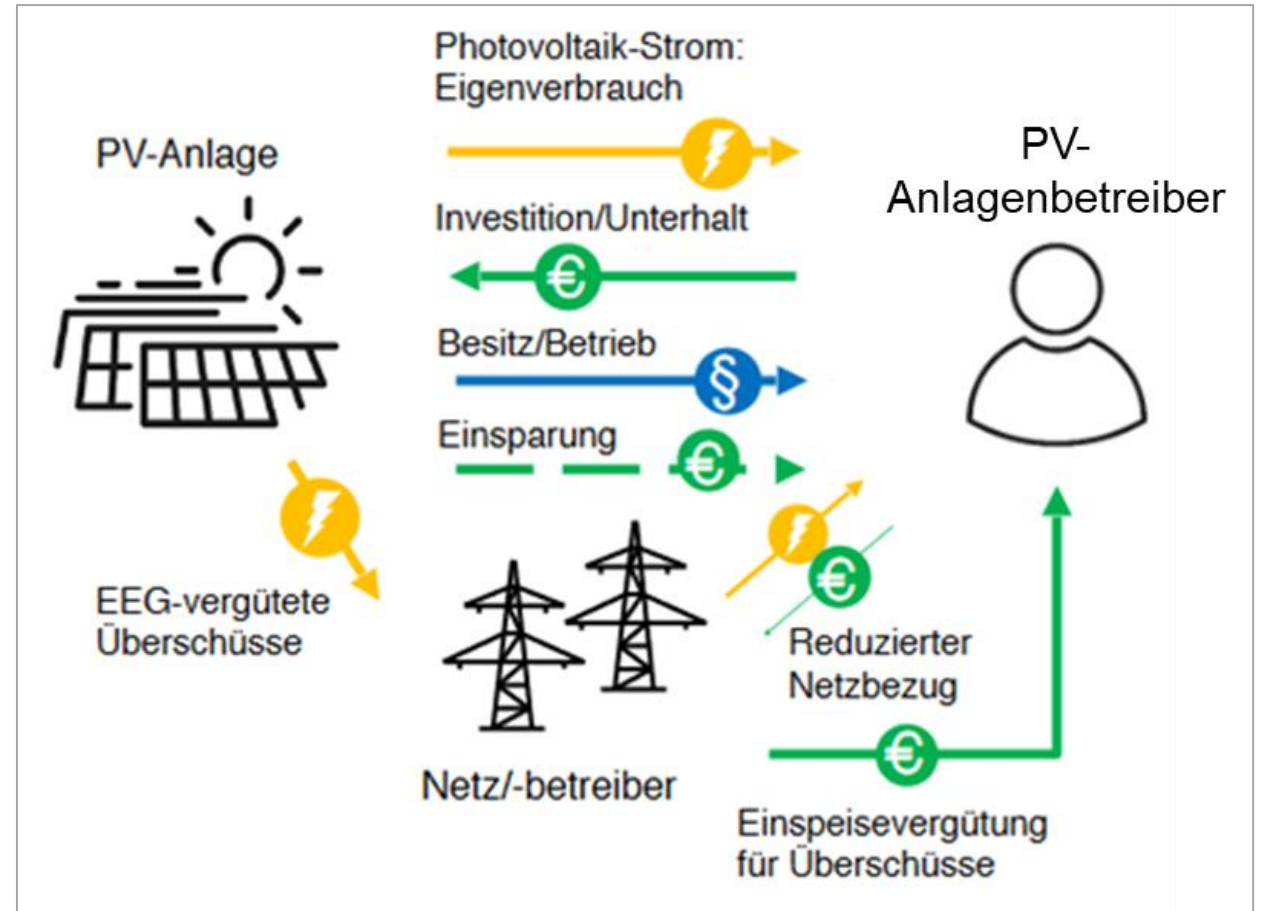 Photovoltaik-Strom:
Eigenverbrauch
PV-Anlage
PV-
Anlagenbetreiber
Investition/Unterhalt
€
Besitz/Betrieb
§
Einsparung
€
€
EEG-vergütete
Überschüsse
Reduzierter
Netzbezug
€
Netz/-betreiber
Einspeisevergütung
für Überschüsse